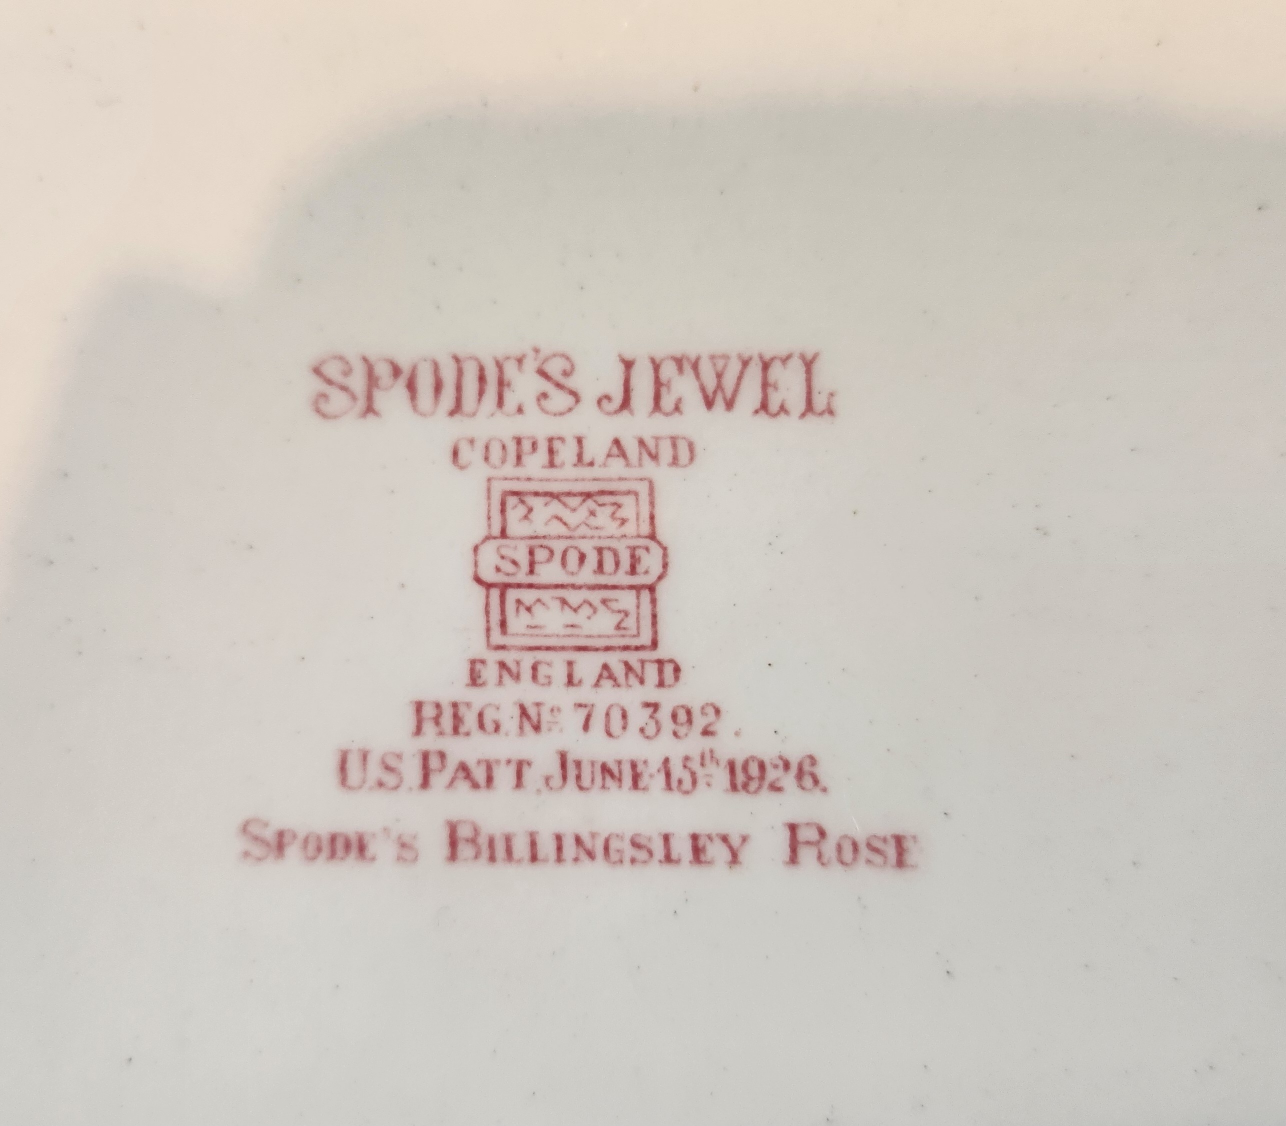 SPODE'S JEWEL
COPELAND
SPODE
ENGLAND
REG. Nº 70392.
U.S. PATT. JUNE 15th 1926.
SPODE'S BILLINGSLEY ROSE